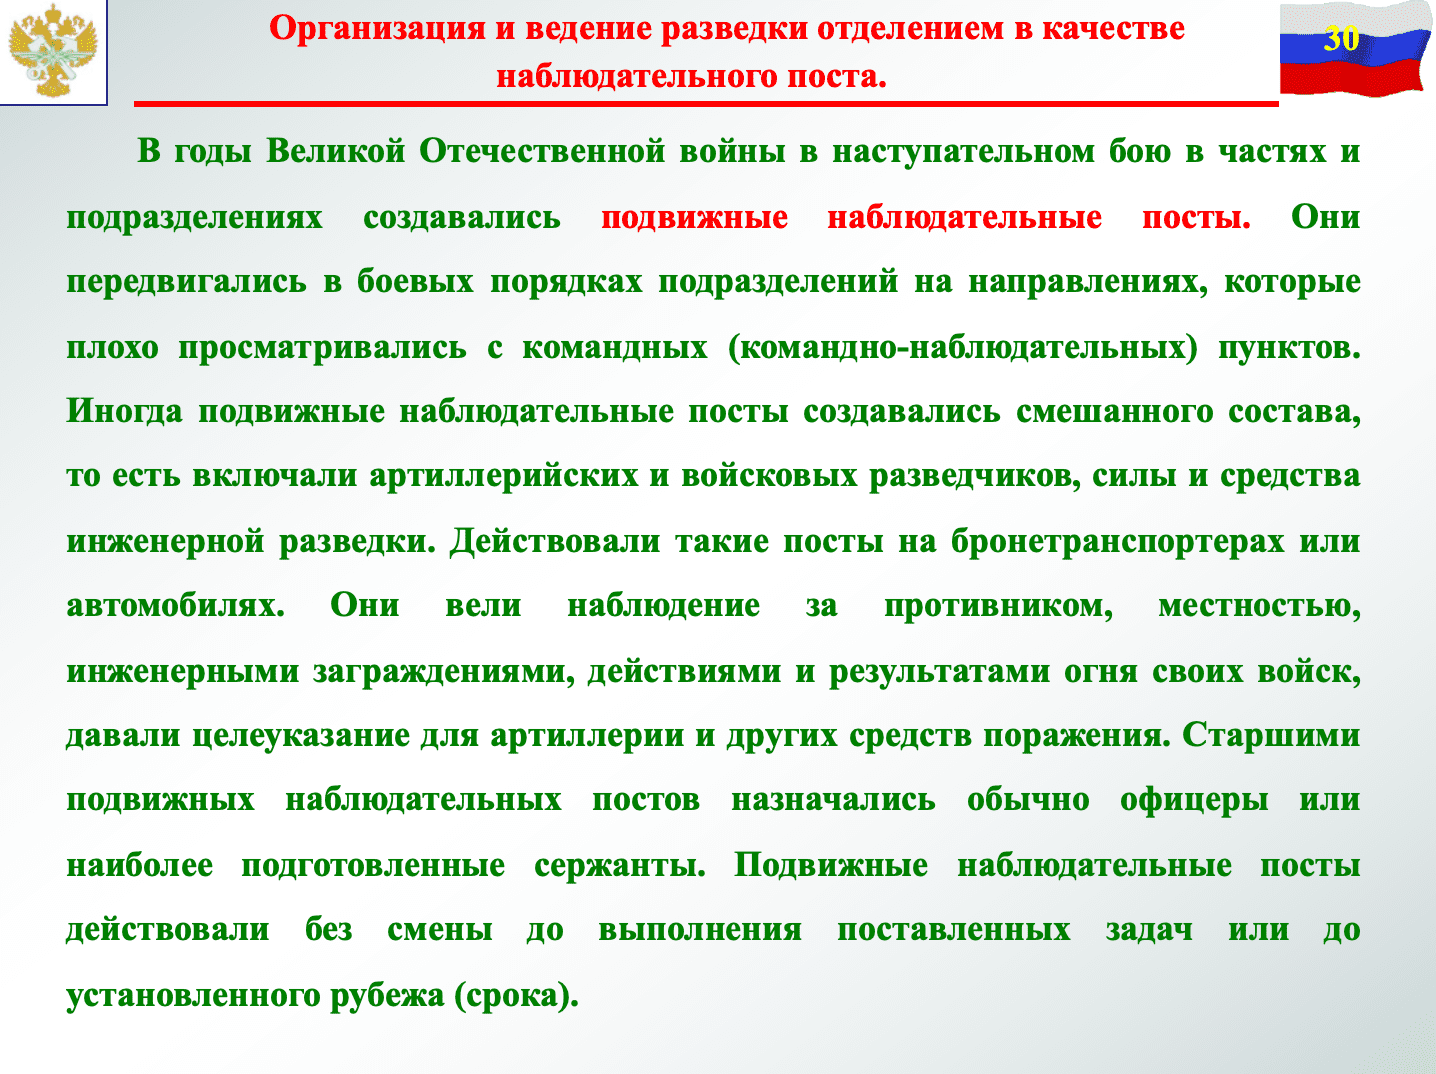 Организация и ведение разведки отделением в качестве
наблюдательного поста.
30
В годы Великой Отечественной войны в наступательном бою в частях и
подразделениях создавались подвижные наблюдательные посты. Они
передвигались в боевых порядках подразделений на направлениях, которые
плохо просматривались с командных (командно-наблюдательных) пунктов.
Иногда подвижные наблюдательные посты создавались смешанного состава,
то есть включали артиллерийских и войсковых разведчиков, силы и средства
инженерной разведки. Действовали такие посты на бронетранспортерах или
автомобилях. Они вели наблюдение за противником, местностью,
инженерными заграждениями, действиями и результатами огня своих войск,
давали целеуказание для артиллерии и других средств поражения. Старшими
подвижных наблюдательных постов назначались обычно офицеры или
наиболее подготовленные сержанты. Подвижные наблюдательные посты
действовали без смены до выполнения поставленных задач или до
установленного рубежа (срока).